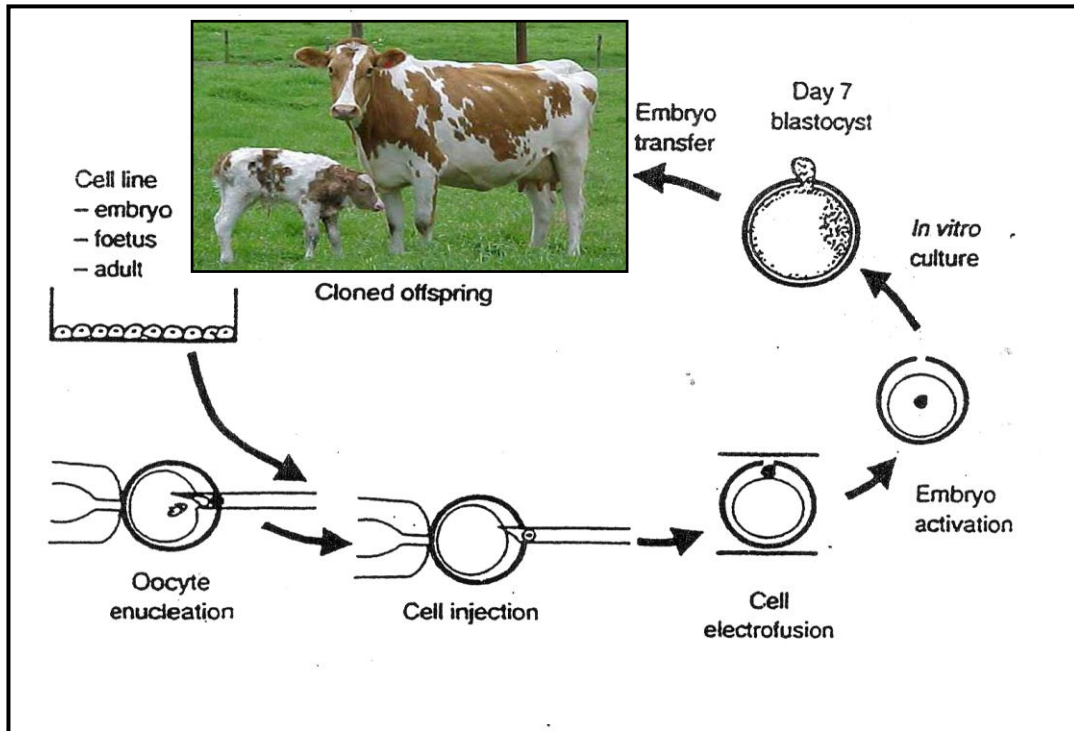 Cell line
– embryo
– foetus
– adult
Oocyte
enucleation
Cell injection
Cell
electrofusion
Embryo
activation
In vitro
culture
Day 7
blastocyst
Embryo
transfer
Cloned offspring